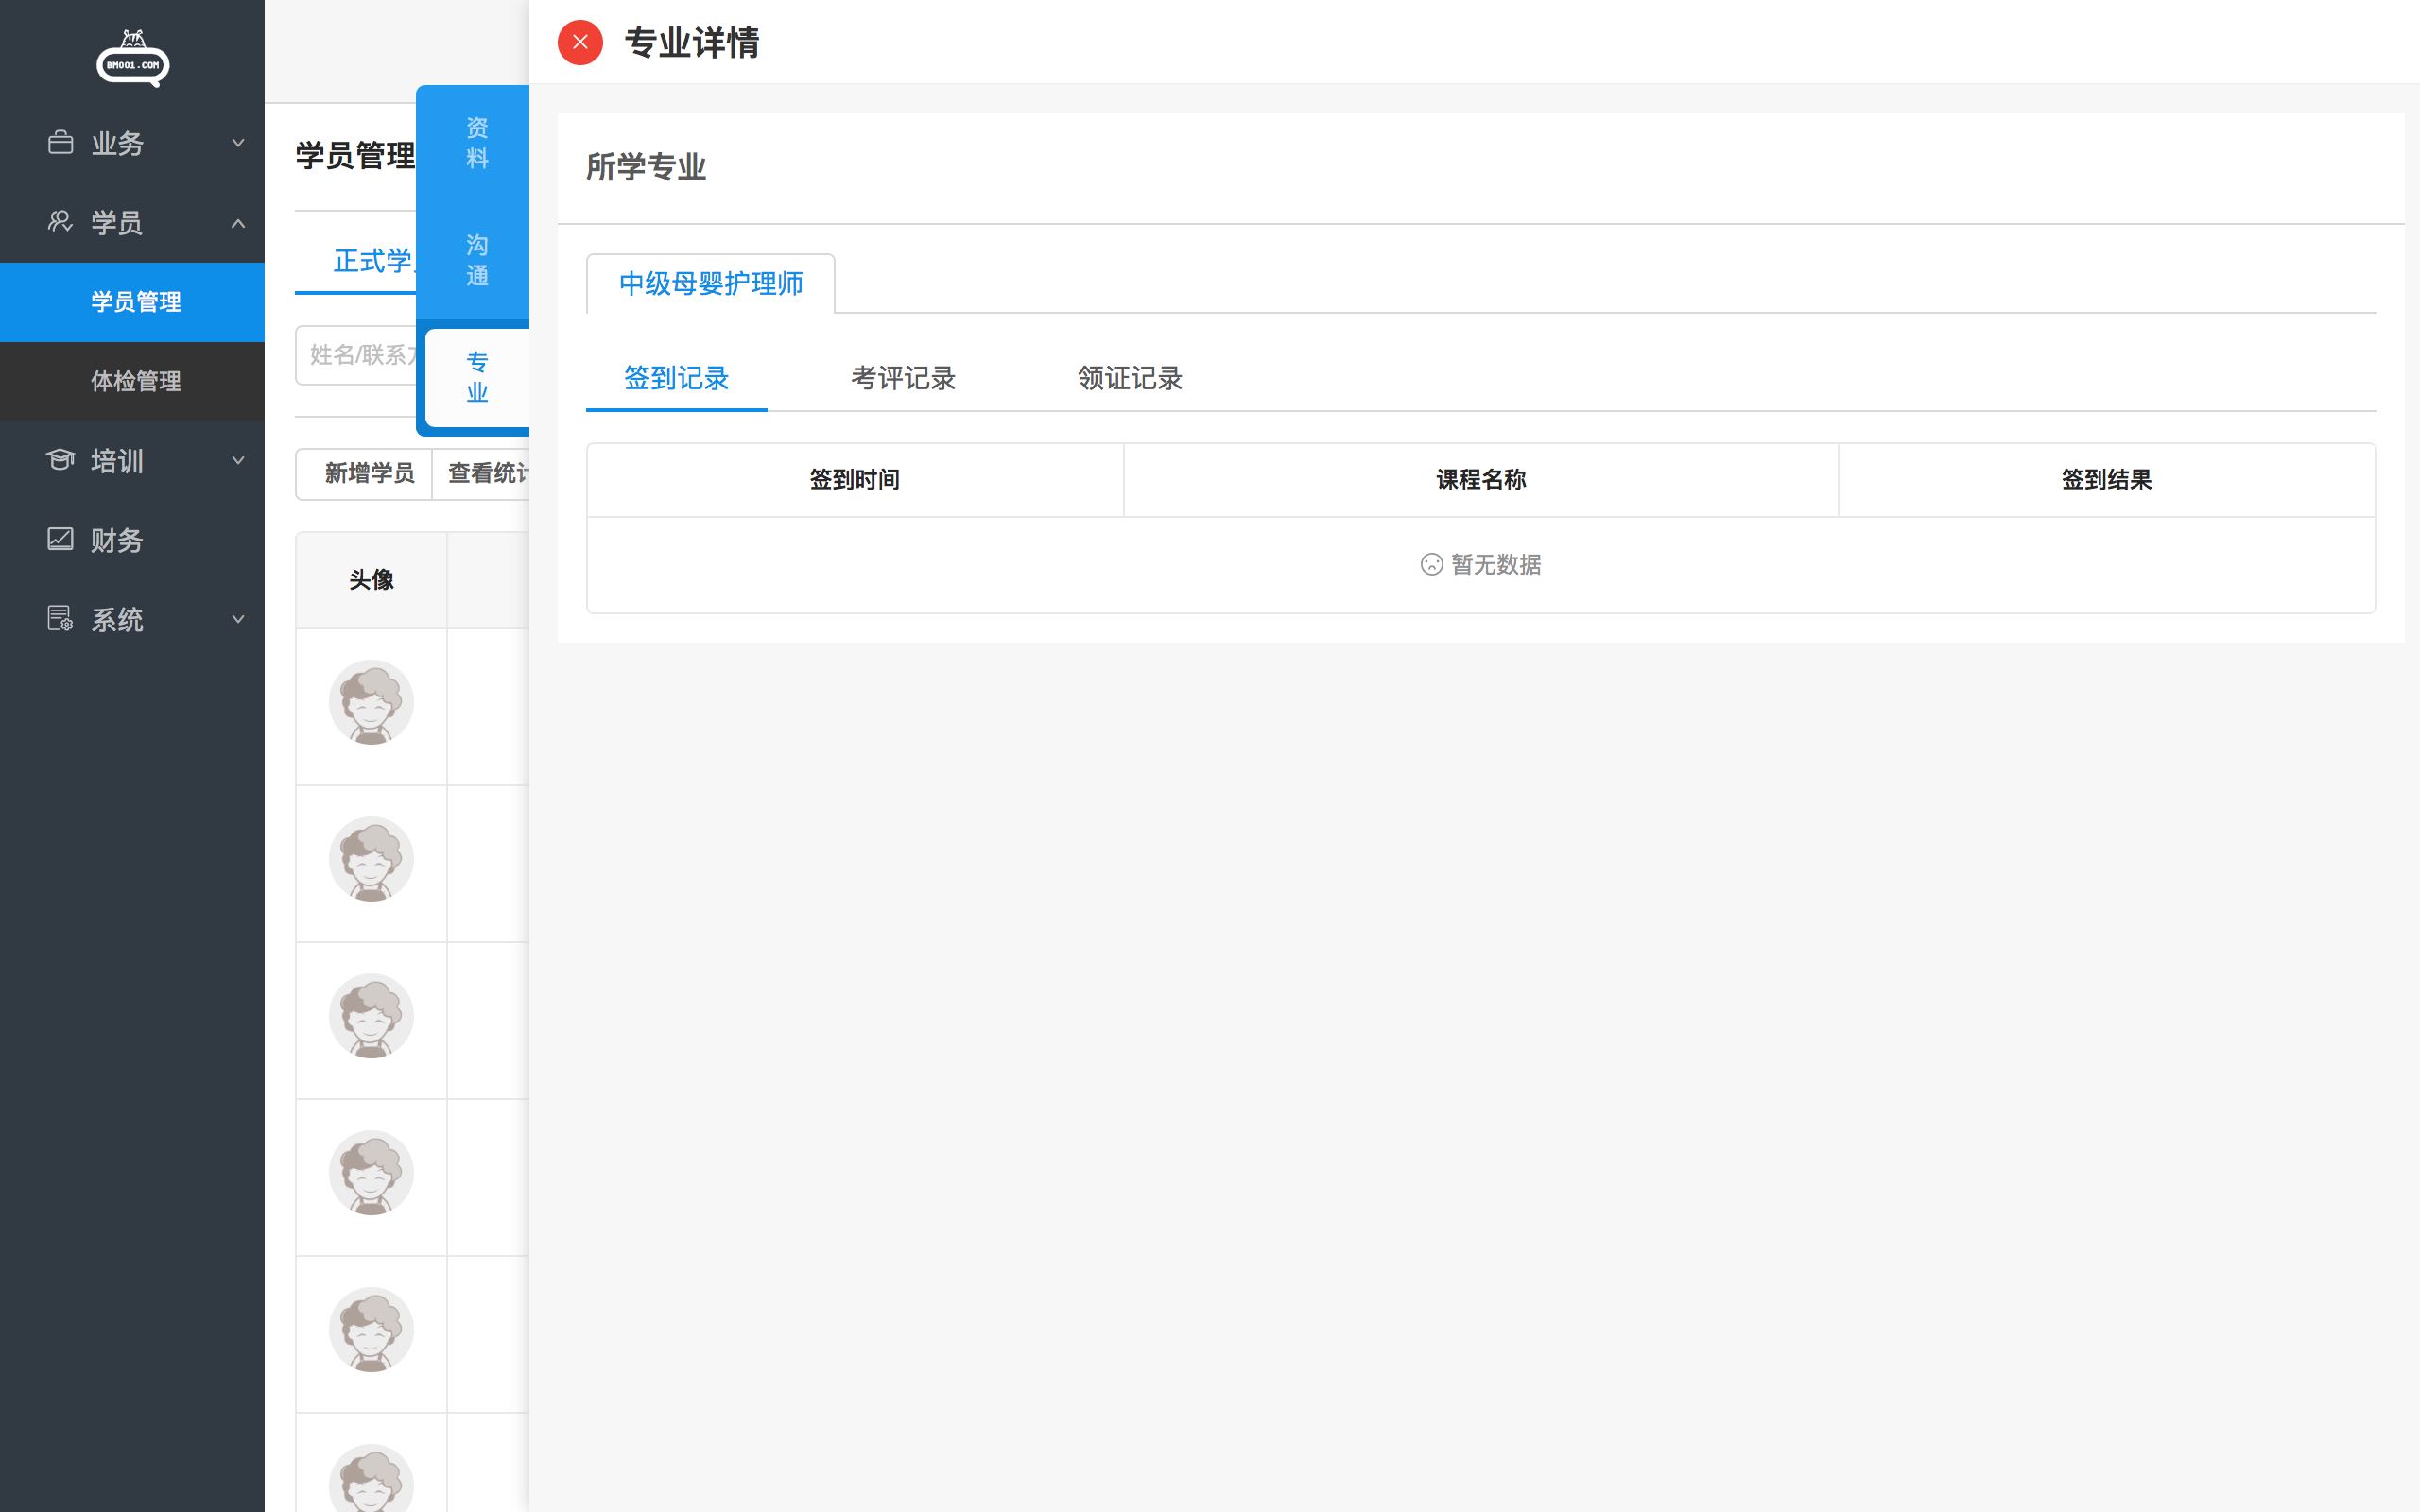 BM001.COM
业务
学员
学员管理
体检管理
培训
财务
系统
学员管理
正式学
姓名/联系
新增学员
查看统计
头像
资料
沟通
专业
专业详情
所学专业
中级母婴护理师
签到记录 考评记录 领证记录
签到时间 课程名称 签到结果
暂无数据